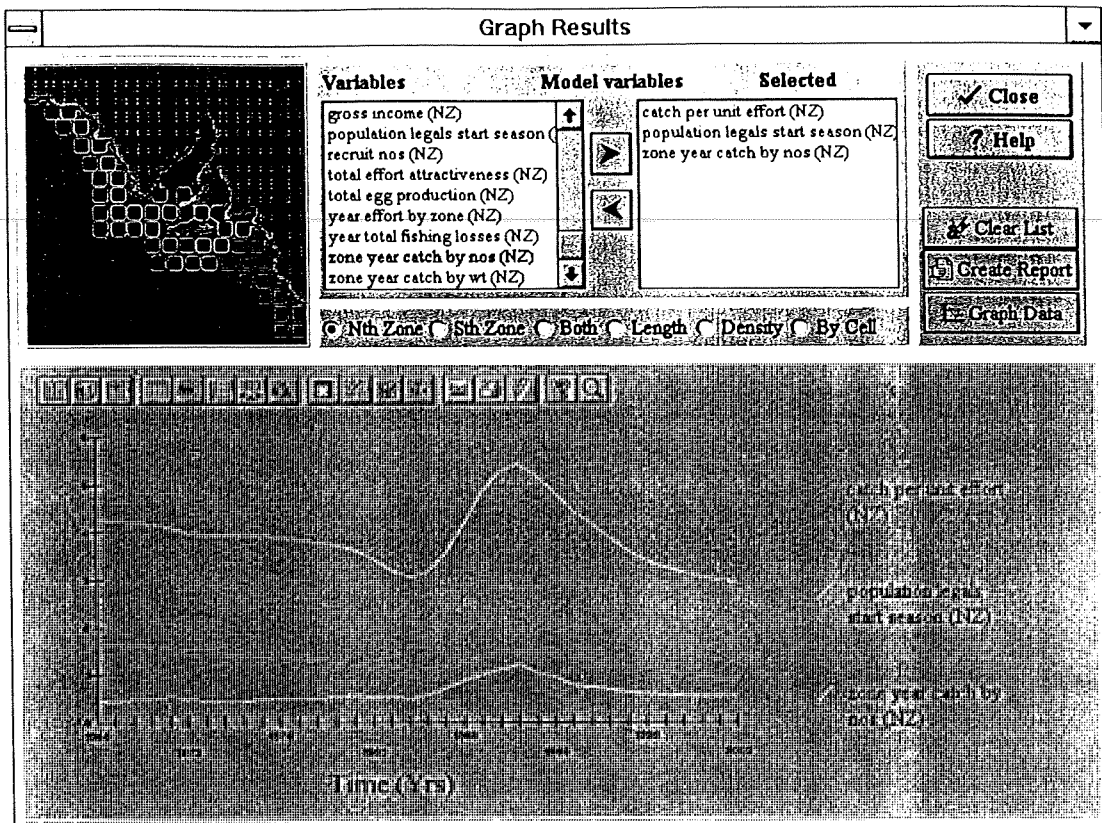 Graph Results
Variables
Model variables
Selected
gross income (NZ)
population legals start season (
recruit nos (NZ)
total effort attractiveness (NZ)
total egg production (NZ)
year effort by zone (NZ)
year total fishing losses (NZ)
zone year catch by nos (NZ)
zone year catch by wt (NZ)
catch per unit effort (NZ)
population legals start season (NZ
zone year catch by nos (NZ)
Close
? Help
Clear List
Create Report
Graph Data
Nth Zone Sth Zone Both Length Density By Cell
catch per unit effort
(NZ)
population legals
start season (NZ)
zone year catch by
nos (NZ)
Time (Yrs)